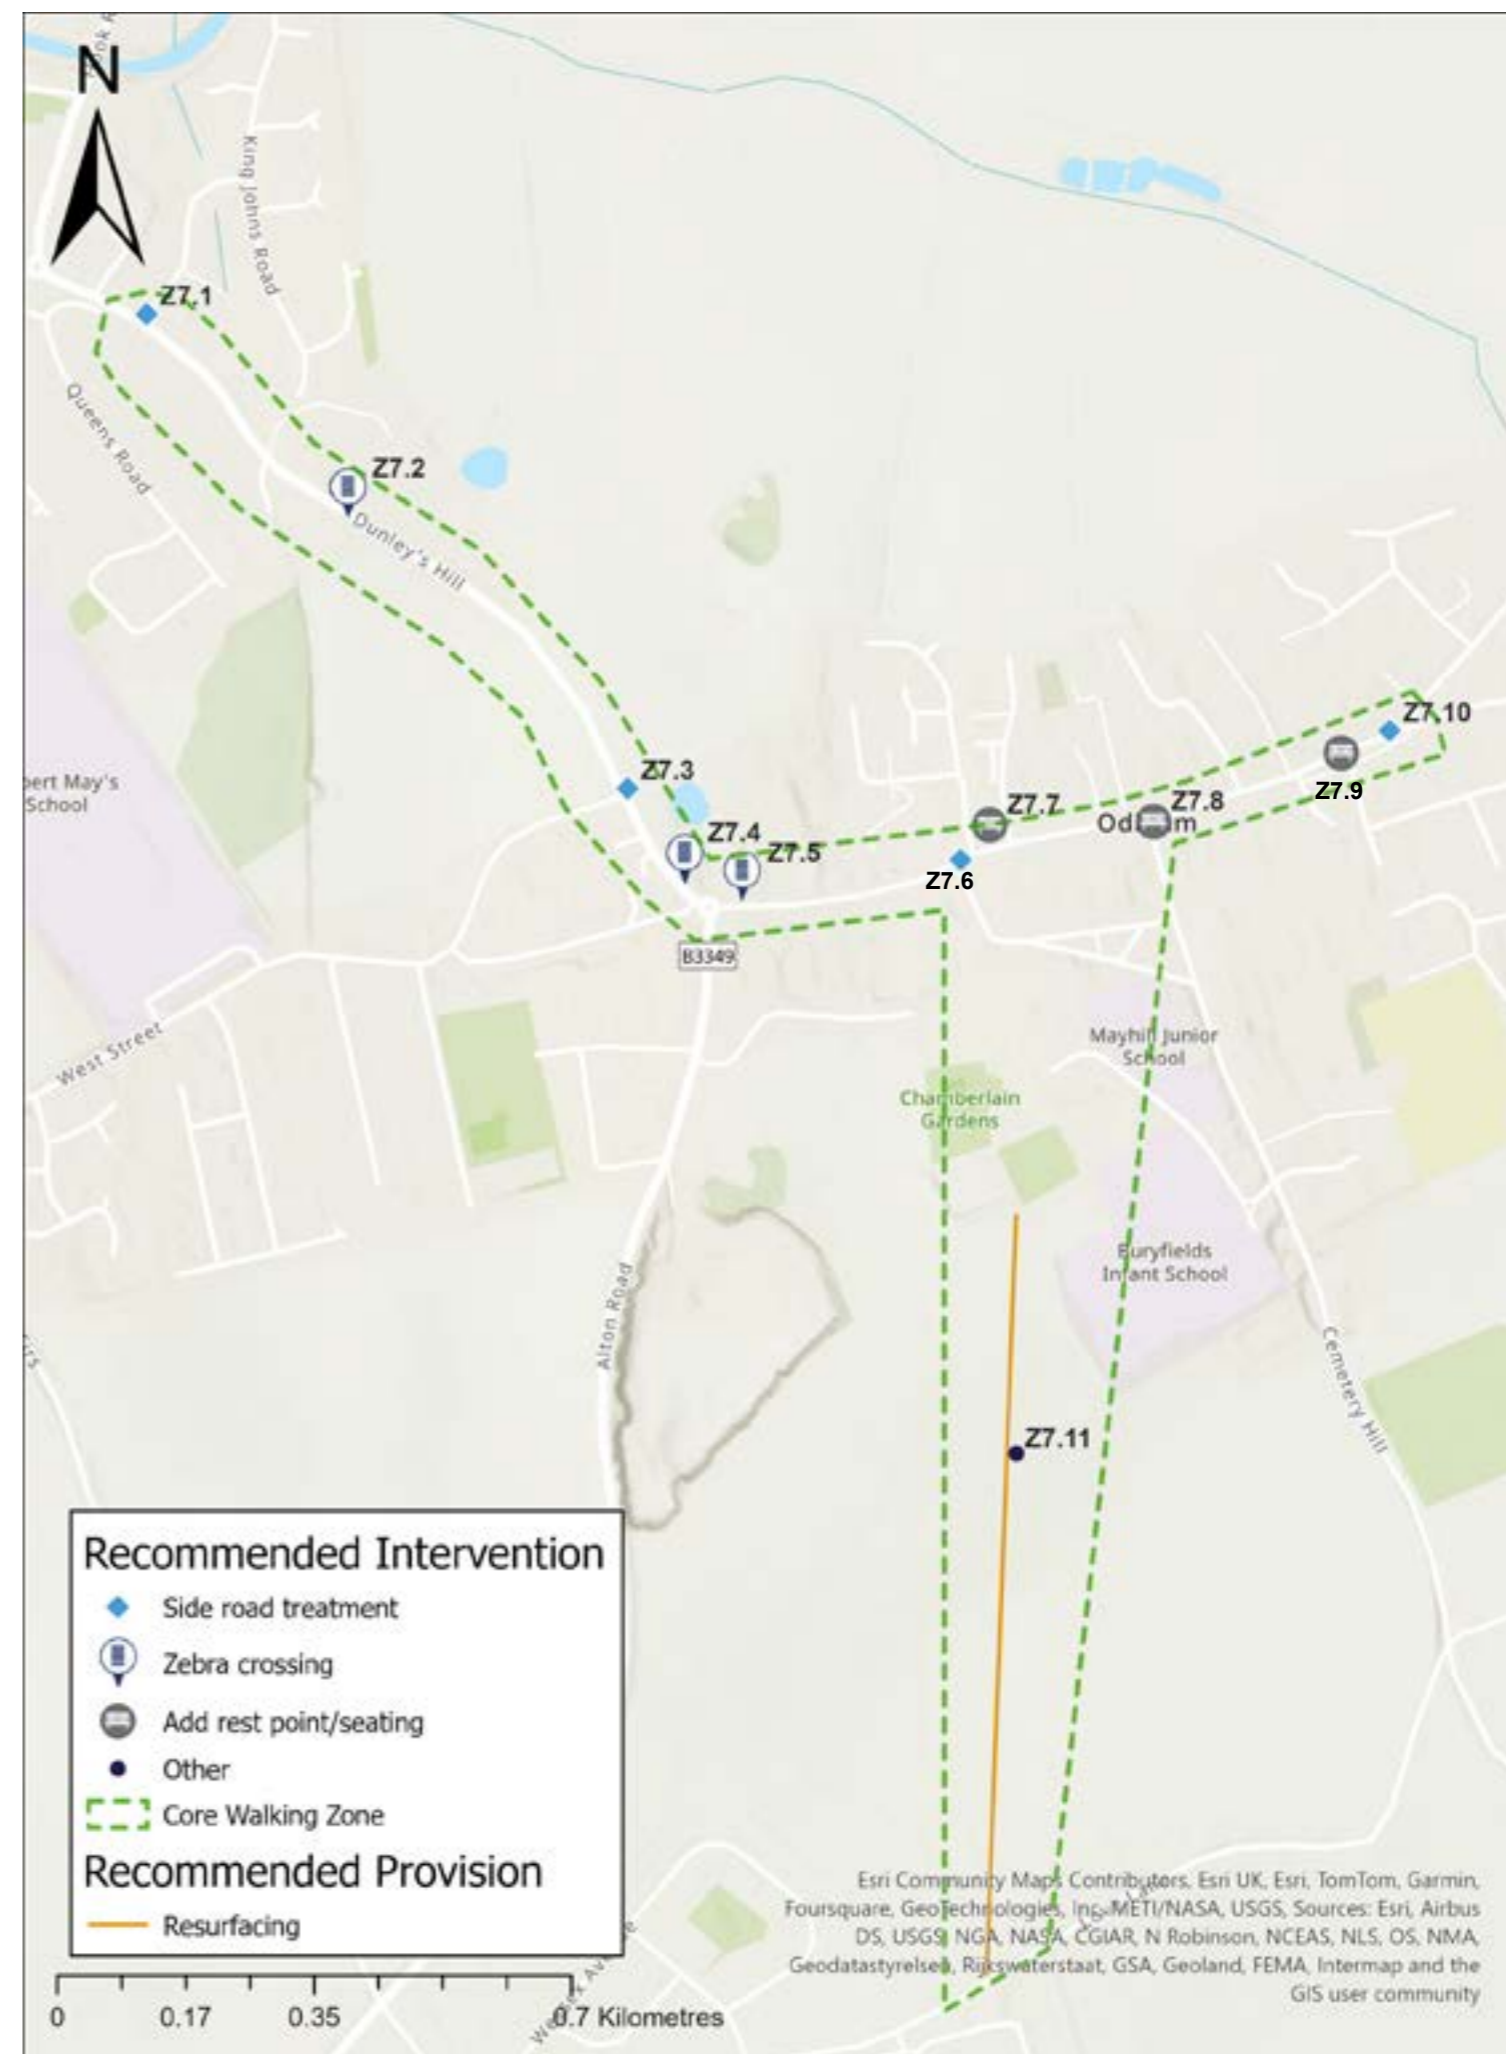 N
King Johns Road
Z7.1
Queens Road
Z7.2
Dunley's Hill
Z7.3
Z7.4
Z7.5
Z7.6
Z7.7
Z7.8
Z7.9
Z7.10
bert May's
School
B3349
West Street
Mayhill Junior
School
Chamberlain
Gardens
Buryfields
Infant School
Alton Road
Cemetery Hill
Z7.11
Recommended Intervention
Side road treatment
Zebra crossing
Add rest point/seating
Other
Core Walking Zone
Recommended Provision
Resurfacing
0
0.17
0.35
0.7 Kilometres
Esri Community Maps Contributors, Esri UK, Esri, TomTom, Garmin,
Foursquare, GeoTechnologies, Inc, METI/NASA, USGS, Sources: Esri, Airbus
DS, USGS, NGA, NASA, CGIAR, N Robinson, NCEAS, NLS, OS, NMA,
Geodatastyrelsen, Rijkswaterstaat, GSA, Geoland, FEMA, Intermap and the
GIS user community